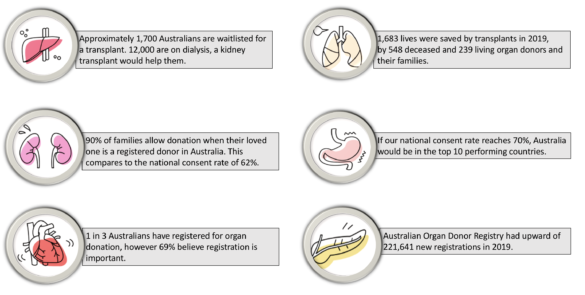 Approximately 1,700 Australians are waitlisted for
a transplant. 12,000 are on dialysis, a kidney
transplant would help them.
1,683 lives were saved by transplants in 2019,
by 548 deceased and 239 living organ donors and
their families.
90% of families allow donation when their loved
one is a registered donor in Australia. This
compares to the national consent rate of 62%.
If our national consent rate reaches 70%, Australia
would be in the top 10 performing countries.
1 in 3 Australians have registered for organ
donation, however 69% believe registration is
important.
Australian Organ Donor Registry had upward of
221,641 new registrations in 2019.